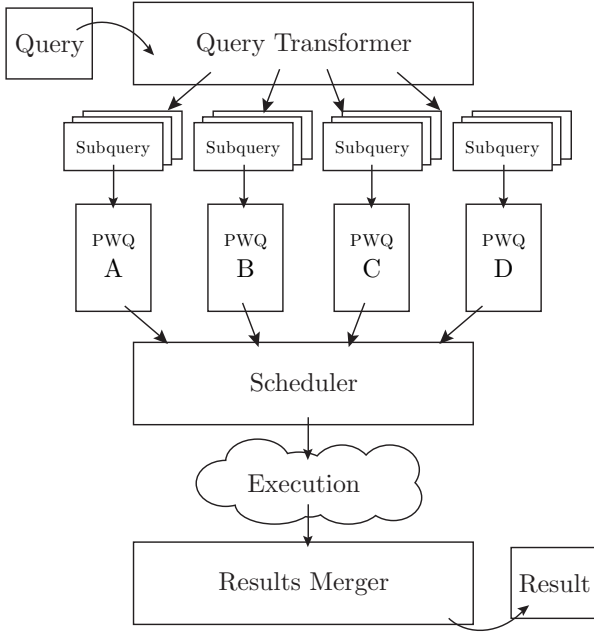 Query
Query Transformer
Subquery
Subquery
Subquery
Subquery
PWQ
A
PWQ
B
PWQ
C
PWQ
D
Scheduler
Execution
Results Merger
Result